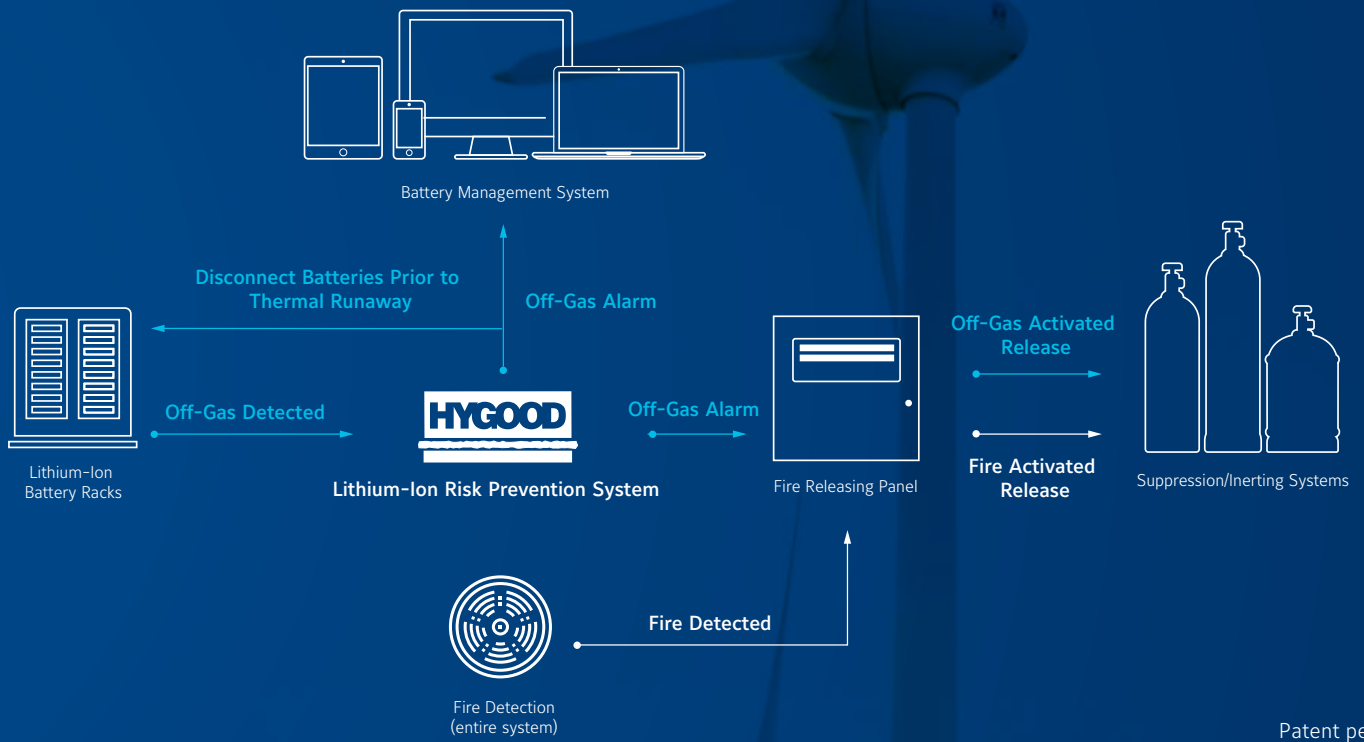 Battery Management System
Disconnect Batteries Prior to
Thermal Runaway
Off-Gas Alarm
Off-Gas Activated
Release
Off-Gas Detected
HYGOOD
Off-Gas Alarm
Lithium-Ion
Battery Racks
Lithium-Ion Risk Prevention System
Fire Releasing Panel
Fire Activated
Release
Suppression/Inerting Systems
Fire Detected
Fire Detection
(entire system)
Patent pe